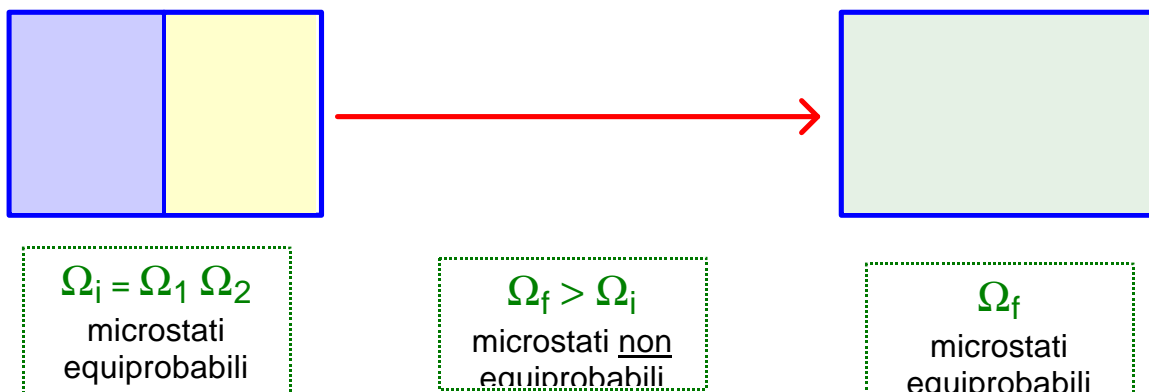 Ωi = Ω1 Ω2
microstati
equiprobabili
Ωf > Ωi
microstati non
equiprobabili
Ωf
microstati
equiprobabili